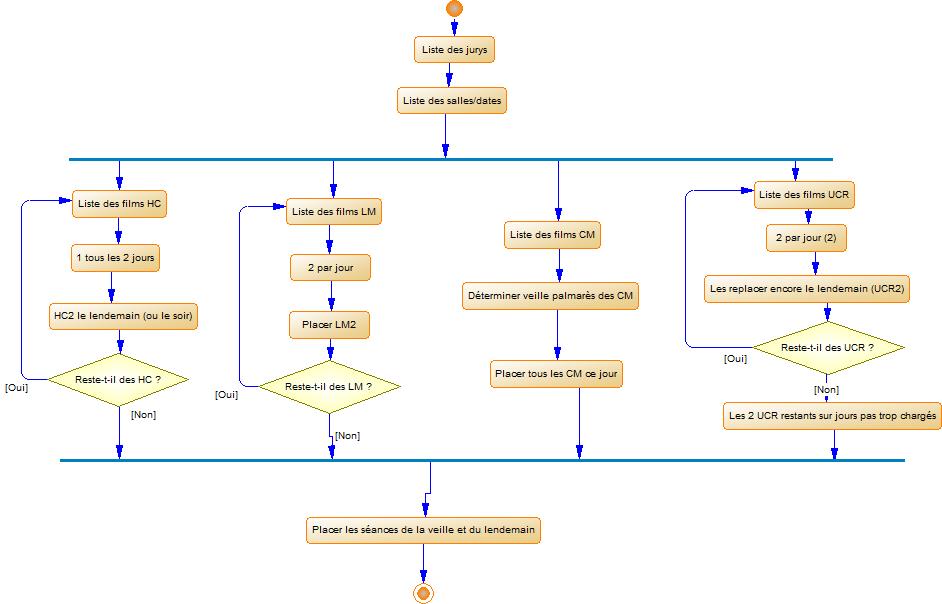 Liste des jurys
Liste des salles/dates
Liste des films HC
1 tous les 2 jours
HC2 le lendemain (ou le soir)
Reste-t-il des HC ?
[Oui]
[Non]
Liste des films LM
2 par jour
Placer LM2
Reste-t-il des LM ?
[Oui]
[Non]
Liste des films CM
Déterminer veille palmarès des CM
Placer tous les CM ce jour
Liste des films UCR
2 par jour (2)
Les replacer encore le lendemain (UCR2)
Reste-t-il des UCR ?
[Oui]
[Non]
Les 2 UCR restants sur jours pas trop chargés
Placer les séances de la veille et du lendemain